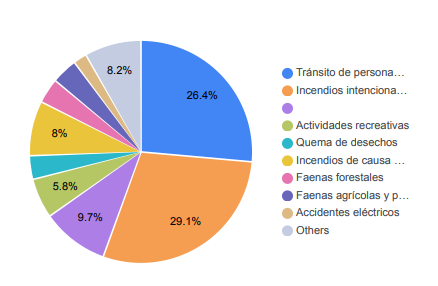 8.2%
26.4%
8%
5.8%
9.7%
29.1%
Tránsito de persona…
Incendios intenciona…
Actividades recreativas
Quema de desechos
Incendios de causa …
Faenas forestales
Faenas agrícolas y p…
Accidentes eléctricos
Others